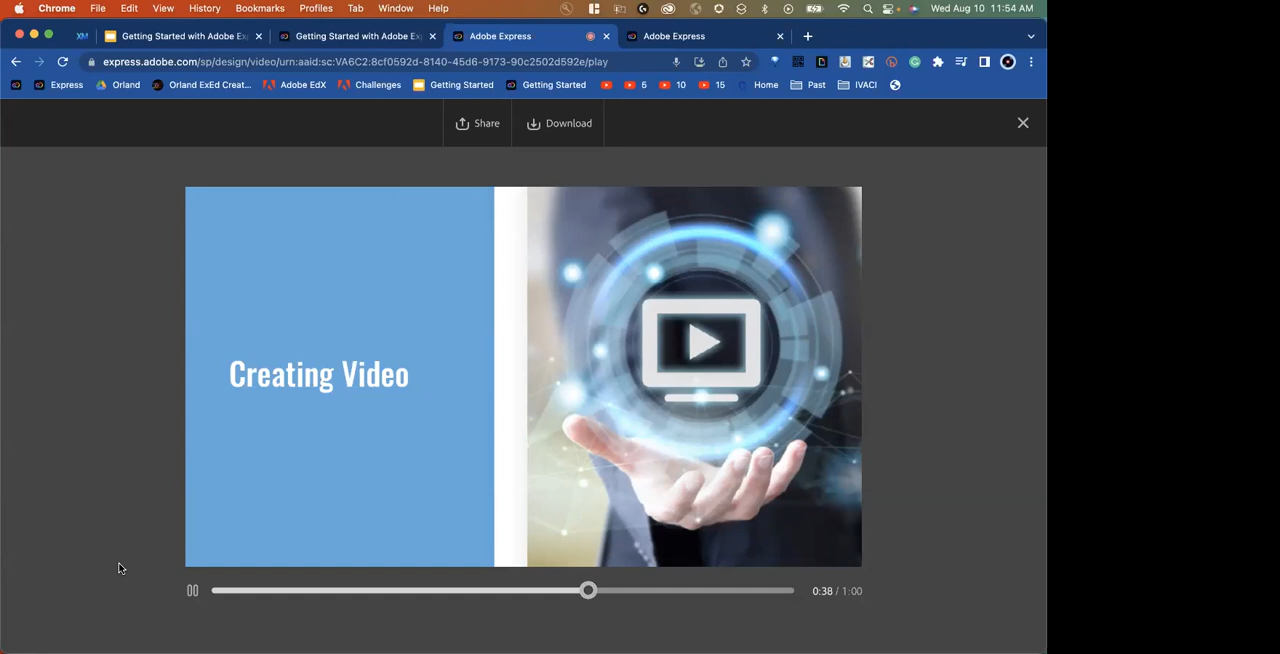 Chrome File Edit View History Bookmarks Profiles Tab Window Help Wed Aug 10 11:54 AM
XM Getting Started with Adobe Ex Getting Started with Adobe Ex Adobe Express Adobe Express
express.adobe.com/sp/design/video/urn:aaid:sc:VA6C2:8cf0592d-8140-45d6-9173-90c2502d592e/play
Express Orland Orland ExEd Creat... Adobe EdX Challenges Getting Started Getting Started 5 10 15 Home Past IVACI
Share Download
Creating Video
0:38 / 1:00